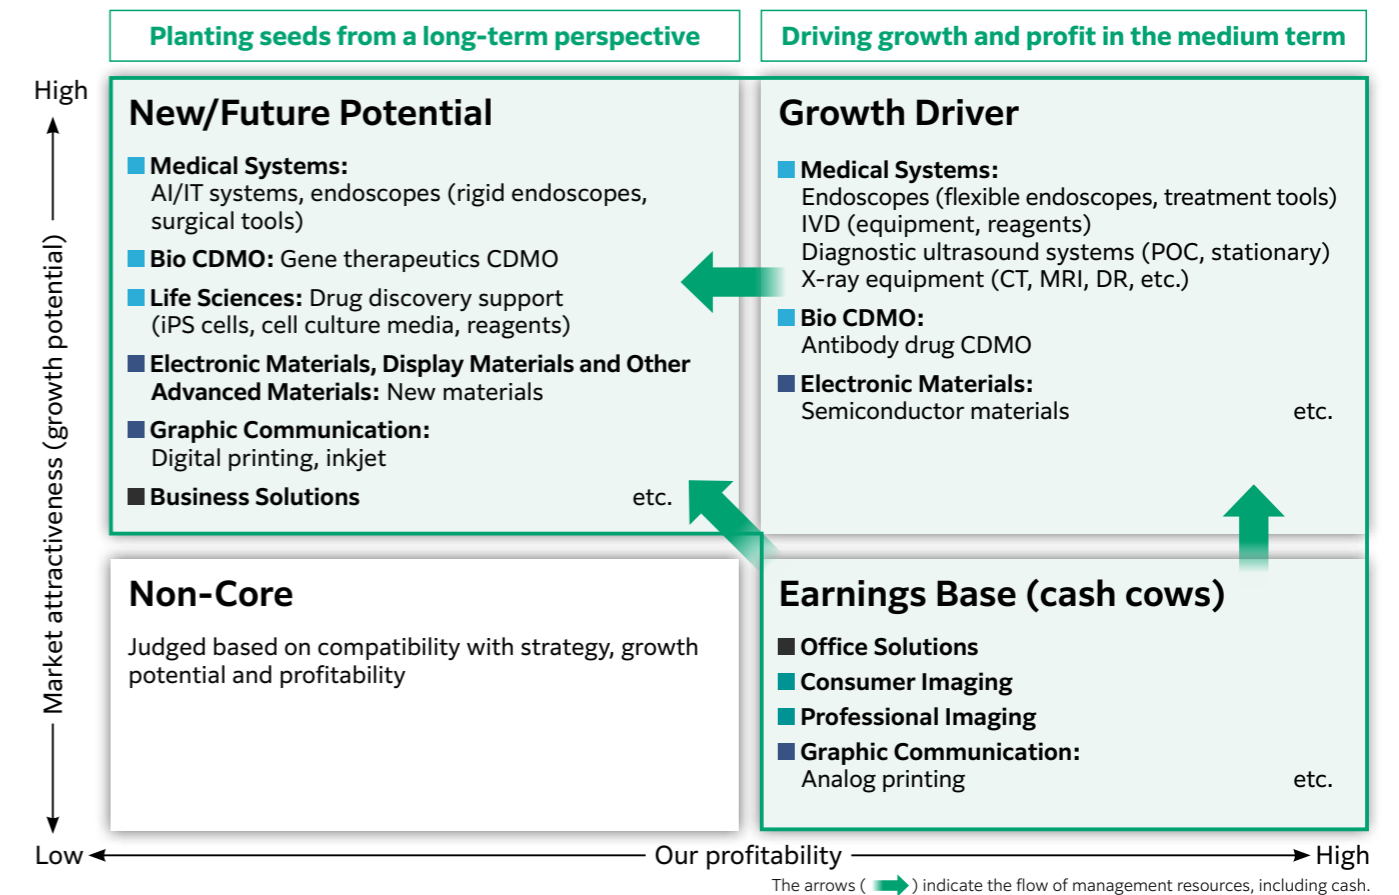 Planting seeds from a long-term perspective
Driving growth and profit in the medium term
High
Market attractiveness (growth potential)
New/Future Potential
Medical Systems:
AI/IT systems, endoscopes (rigid endoscopes,
surgical tools)
Bio CDMO: Gene therapeutics CDMO
Life Sciences: Drug discovery support
(iPS cells, cell culture media, reagents)
Electronic Materials, Display Materials and Other
Advanced Materials: New materials
Graphic Communication:
Digital printing, inkjet
Business Solutions etc.
Growth Driver
Medical Systems:
Endoscopes (flexible endoscopes, treatment tools)
IVD (equipment, reagents)
Diagnostic ultrasound systems (POC, stationary)
X-ray equipment (CT, MRI, DR, etc.)
Bio CDMO:
Antibody drug CDMO
Electronic Materials:
Semiconductor materials etc.
Non-Core
Judged based on compatibility with strategy, growth
potential and profitability
Earnings Base (cash cows)
Office Solutions
Consumer Imaging
Professional Imaging
Graphic Communication:
Analog printing etc.
Low Our profitability High
The arrows ( ) indicate the flow of management resources, including cash.